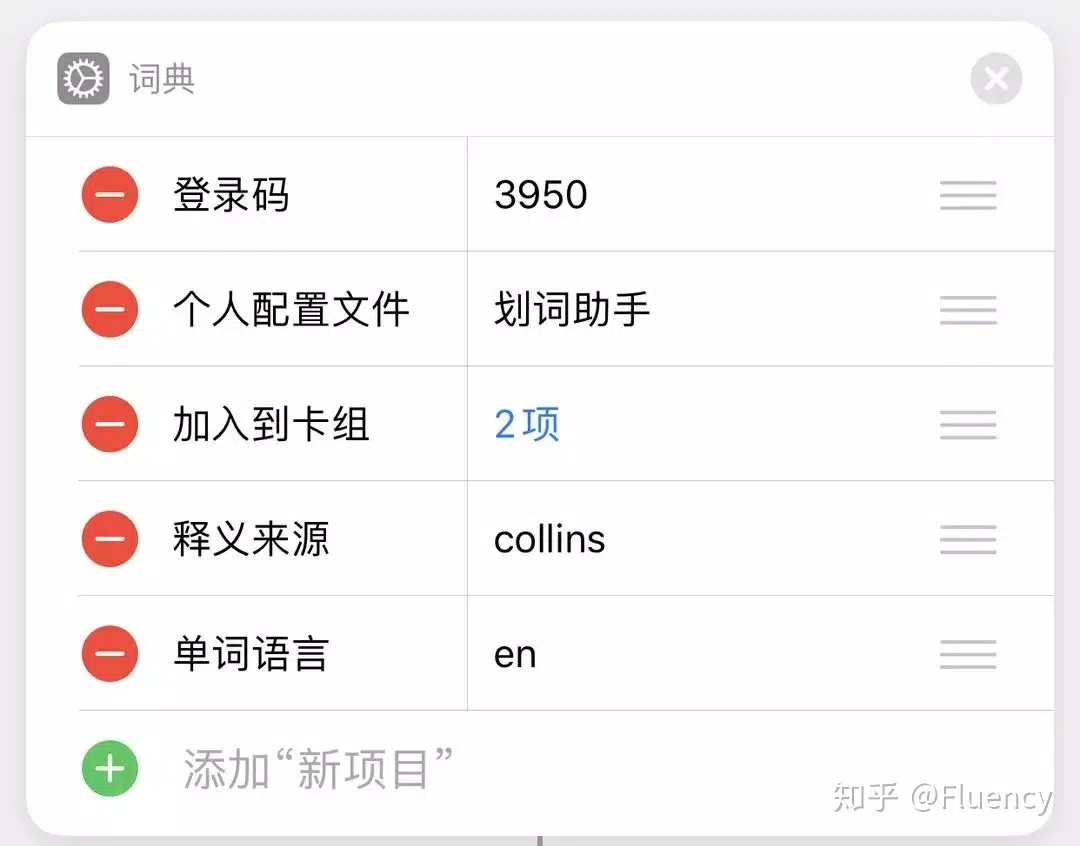 词典
登录码 3950
个人配置文件 划词助手
加入到卡组 2项
释义来源 collins
单词语言 en
添加“新项目”
知乎 @Fluency